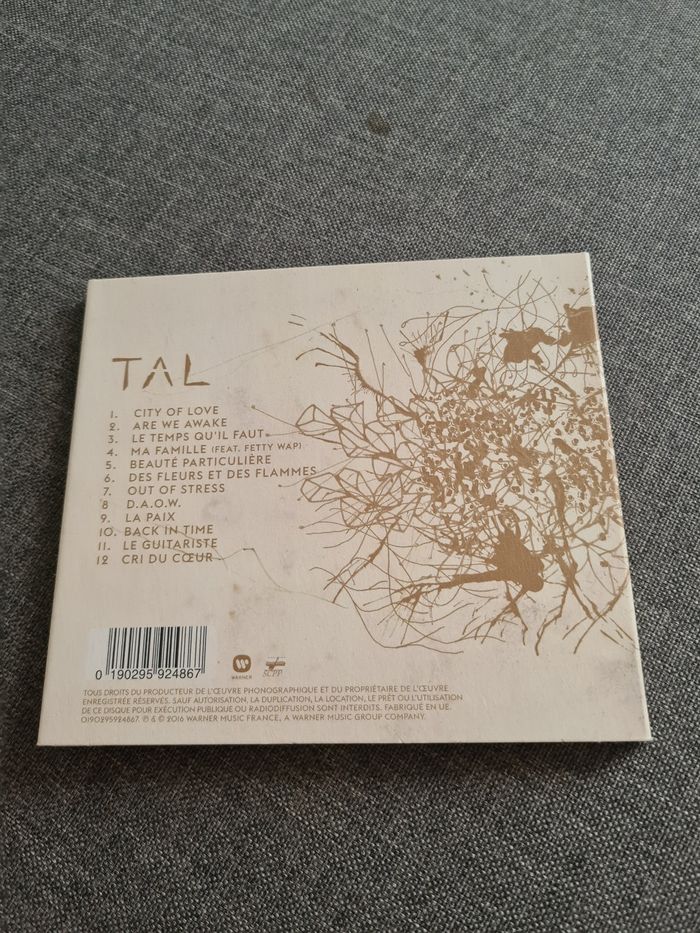 TAL
1. CITY OF LOVE
2. ARE WE AWAKE
3. LE TEMPS QU'IL FAUT
4. MA FAMILLE (FEAT. FETTY WAP)
5. BEAUTÉ PARTICULIÈRE
6. DES FLEURS ET DES FLAMMES
7. OUT OF STRESS
8 D.A.O.W.
9. LA PAIX
10. BACK IN TIME
11. LE GUITARISTE
12 CRI DU CŒUR
0 190295 924867
WARNER
SCPP
TOUS DROITS DU PRODUCTEUR DE L'ŒUVRE PHONOGRAPHIQUE ET DU PROPRIÉTAIRE DE L'ŒUVRE
ENREGISTRÉE RÉSERVÉS. SAUF AUTORISATION, LA DUPLICATION, LA LOCATION, LE PRÊT OU L'UTILISATION
DE CE DISQUE POUR EXÉCUTION PUBLIQUE OU RADIODIFFUSION SONT INTERDITS. FABRIQUÉ EN UE.
0190295924867. ℗ & © 2016 WARNER MUSIC FRANCE, A WARNER MUSIC GROUP COMPANY.